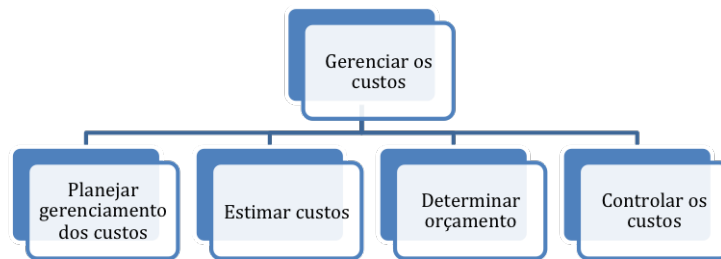 Gerenciar os
custos
Planejar
gerenciamento
dos custos
Estimar custos
Determinar
orçamento
Controlar os
custos